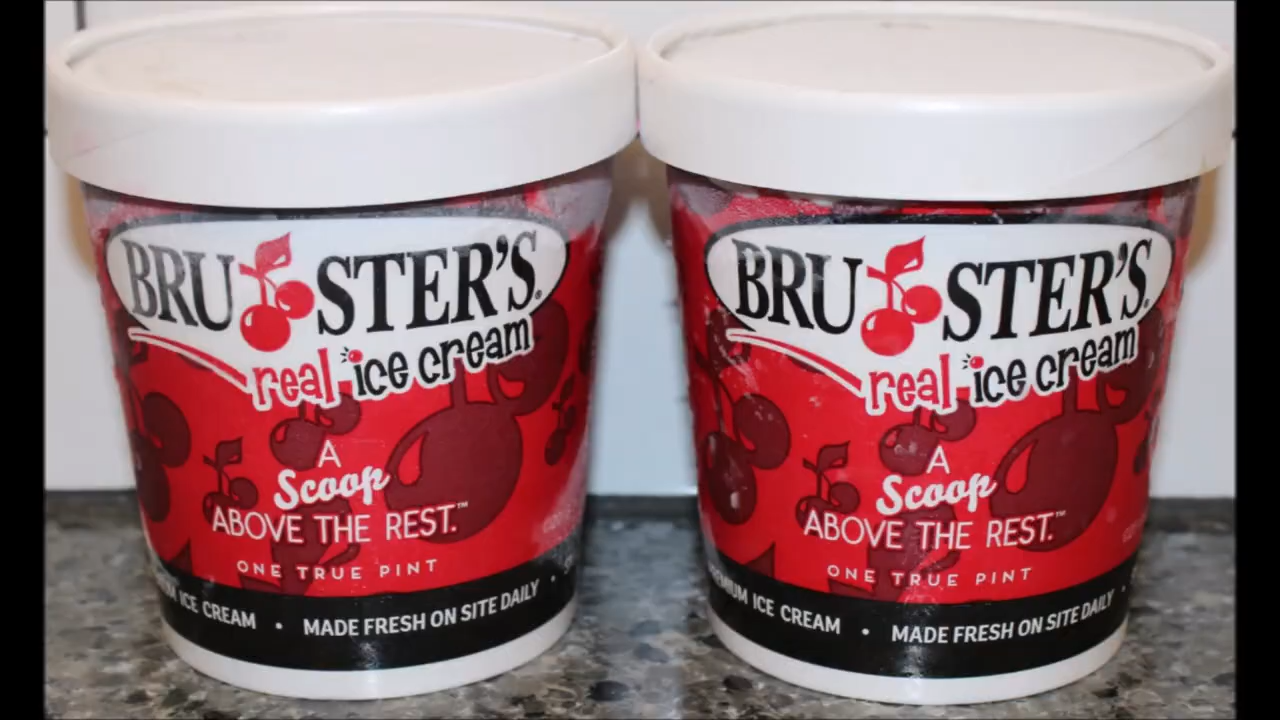 BRUSTER'S®
real ice cream
A
Scoop
ABOVE THE REST.™
ONE TRUE PINT
ICE CREAM • MADE FRESH ON SITE DAILY •
BRUSTER'S®
real ice cream
A
Scoop
ABOVE THE REST.™
ONE TRUE PINT
ICE CREAM • MADE FRESH ON SITE DAILY •